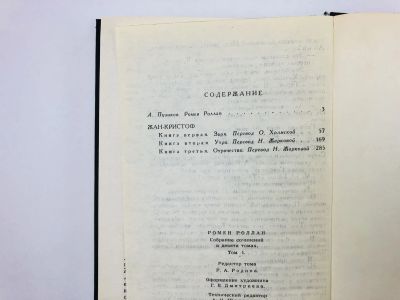 СОДЕРЖАНИЕ
А. Пузиков Ромен Роллан 3
ЖАН-КРИСТОФ
Книга первая. Заря. Перевод О. Холмской 57
Книга вторая. Утро. Перевод Н. Жарковой 169
Книга третья. Отрочество. Перевод Н. Жарковой 285
РОМЕН РОЛЛАН
Собрание сочинений
в девяти томах.
Том 1.
Редактор тома
Р. А. Родина
Оформление художника
Г. В. Дмитриева
Технический редактор